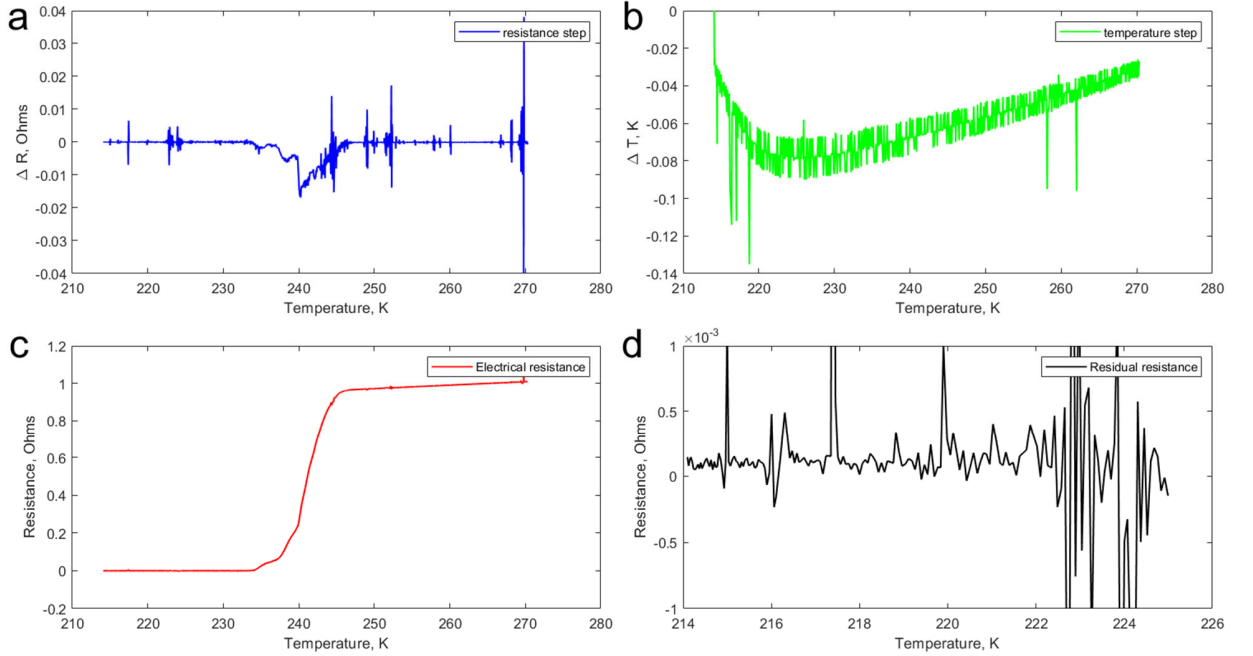 a
0.04
0.03
0.02
0.01
0
-0.01
-0.02
-0.03
0.04
Δ R, Ohms
210 220 230 240 250 260 270 280
Temperature, K
resistance step
b
0
-0.02
-0.04
-0.06
-0.08
-0.1
-0.12
-0.14
Δ T, K
210 220 230 240 250 260 270 280
Temperature, K
temperature step
c
1.2
1
0.8
0.6
0.4
0.2
0
-0.2
Resistance, Ohms
210 220 230 240 250 260 270 280
Temperature, K
Electrical resistance
d
×10⁻³
1
0.5
0
-0.5
-1
Resistance, Ohms
214 216 218 220 222 224 226
Temperature, K
Residual resistance